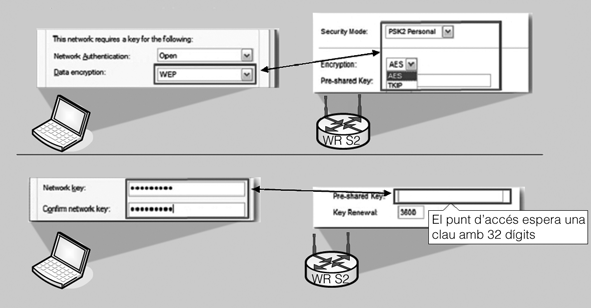 This network requires a key for the following:
Network Authentication: Open
Data encryption: WEP
Security Mode: PSK2 Personal
Encryption: AES
AES
TKIP
Pre-shared Key:
WR S2
Network key:
Confirm network key:
Pre-shared Key:
Key Renewal: 3600
El punt d'accés espera una
clau amb 32 dígits
WR S2